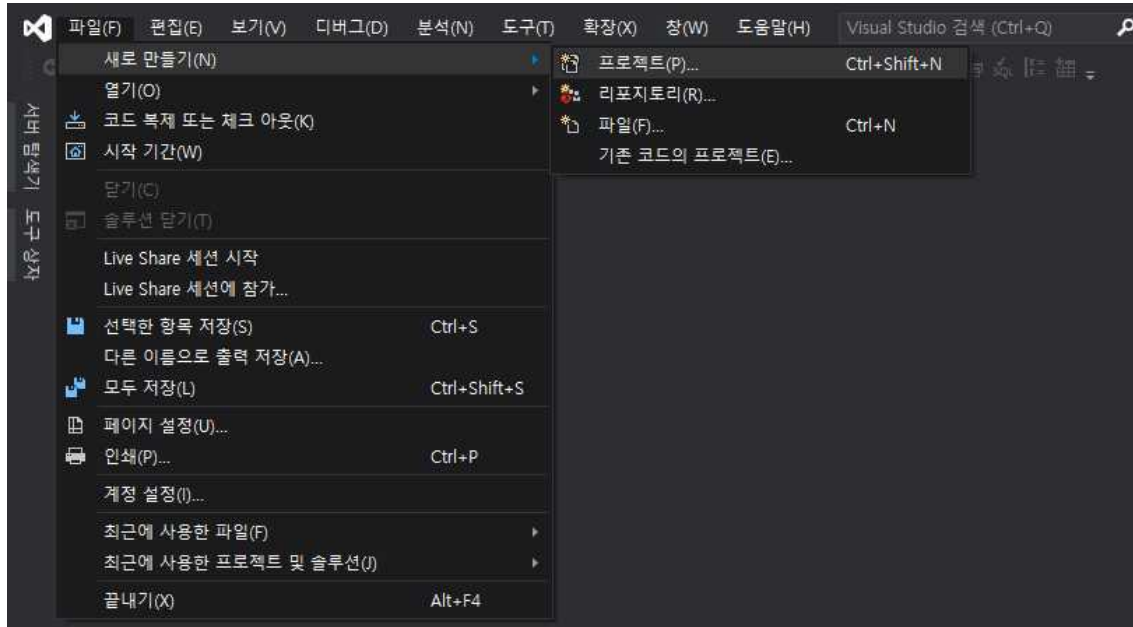 파일(F) 편집(E) 보기(V) 디버그(D) 분석(N) 도구(T) 확장(X) 창(W) 도움말(H) Visual Studio 검색 (Ctrl+Q)
새로 만들기(N)
열기(O)
코드 복제 또는 체크 아웃(K)
시작 기간(W)
닫기(C)
솔루션 닫기(T)
Live Share 세션 시작
Live Share 세션에 참가...
선택한 항목 저장(S) Ctrl+S
다른 이름으로 출력 저장(A)...
모두 저장(L) Ctrl+Shift+S
페이지 설정(U)...
인쇄(P)... Ctrl+P
계정 설정(I)...
최근에 사용한 파일(F)
최근에 사용한 프로젝트 및 솔루션(J)
끝내기(X) Alt+F4
프로젝트(P)... Ctrl+Shift+N
리포지토리(R)...
파일(F)... Ctrl+N
기존 코드의 프로젝트(E)...
서버 탐색기
도구 상자